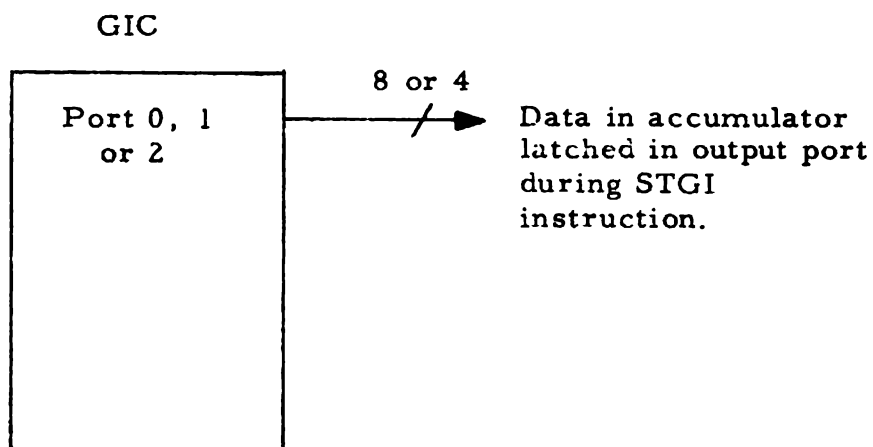 GIC
8 or 4
Port 0, 1
or 2
Data in accumulator
latched in output port
during STGI
instruction.